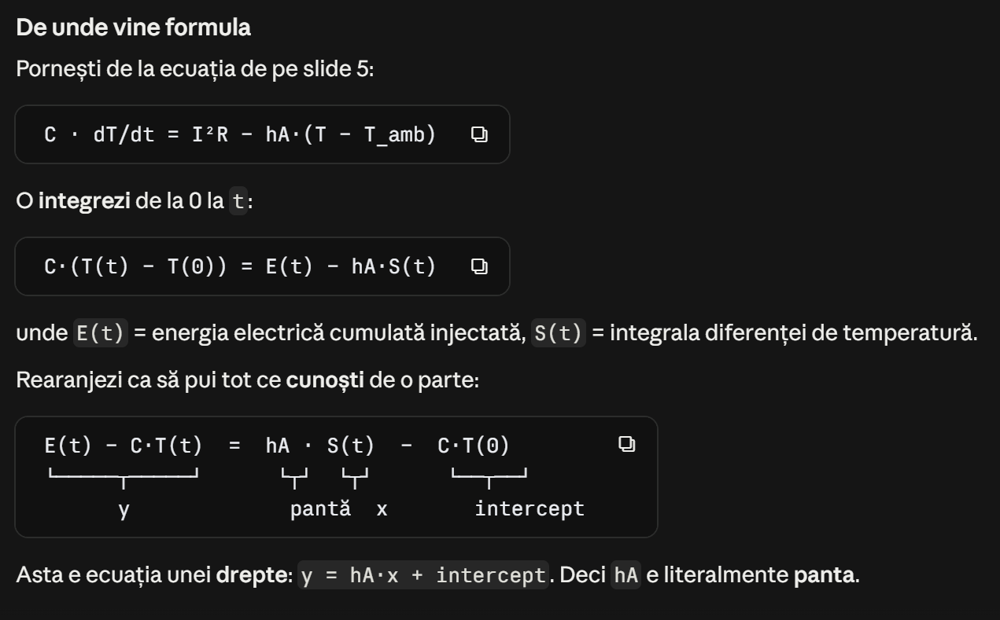 De unde vine formula
Pornești de la ecuația de pe slide 5:
C · dT/dt = I²R − hA·(T − T_amb)
O integrezi de la 0 la t:
C·(T(t) − T(0)) = E(t) − hA·S(t)
unde E(t) = energia electrică cumulată injectată, S(t) = integrala diferenței de temperatură.
Rearanjezi ca să pui tot ce cunoști de o parte:
E(t) − C·T(t) = hA · S(t) − C·T(0)
y pantă x intercept
Asta e ecuația unei drepte: y = hA·x + intercept. Deci hA e literalmente panta.